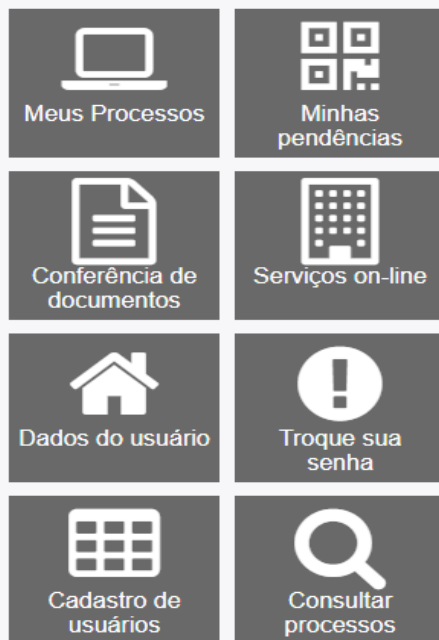 Meus Processos
Minhas
pendências
Conferência de
documentos
Serviços on-line
Dados do usuário
Troque sua
senha
Cadastro de
usuários
Consultar
processos